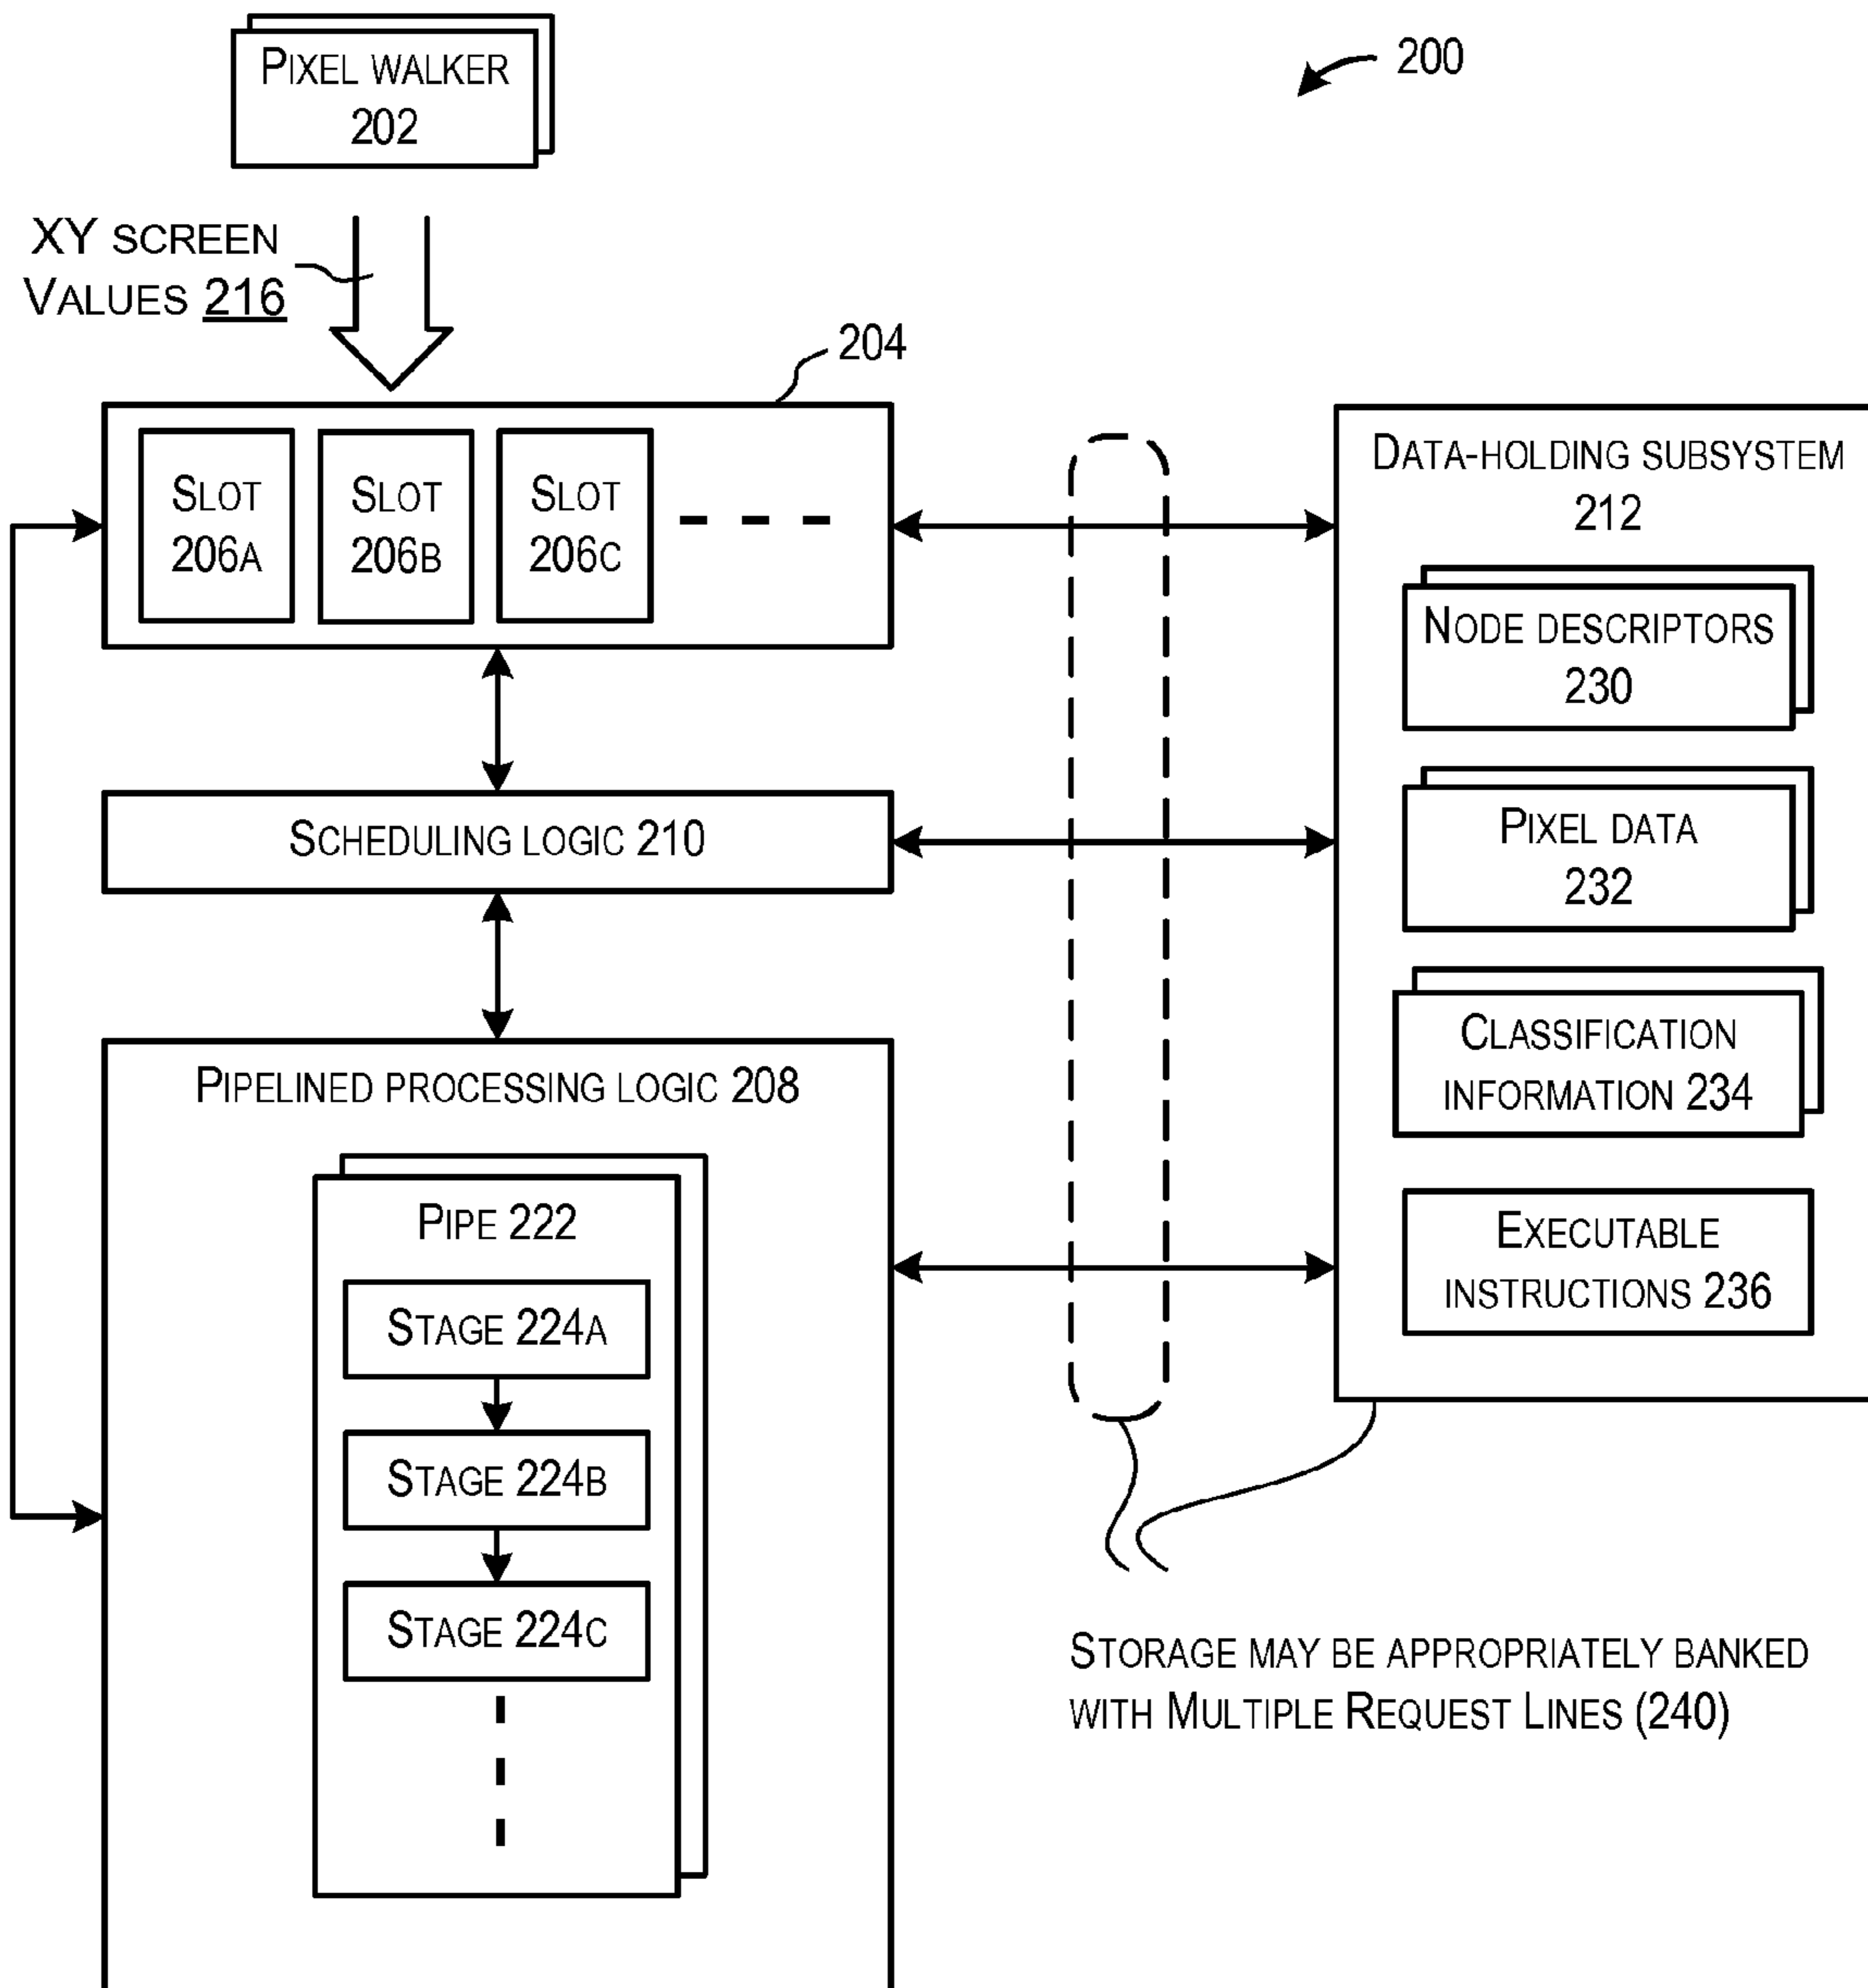 PIXEL WALKER
202
200
XY SCREEN
VALUES 216
204
SLOT
206A
SLOT
206B
SLOT
206C
DATA-HOLDING SUBSYSTEM
212
NODE DESCRIPTORS
230
SCHEDULING LOGIC 210
PIXEL DATA
232
CLASSIFICATION
INFORMATION 234
PIPELINED PROCESSING LOGIC 208
PIPE 222
EXECUTABLE
INSTRUCTIONS 236
STAGE 224A
STAGE 224B
STAGE 224C
STORAGE MAY BE APPROPRIATELY BANKED
WITH MULTIPLE REQUEST LINES (240)